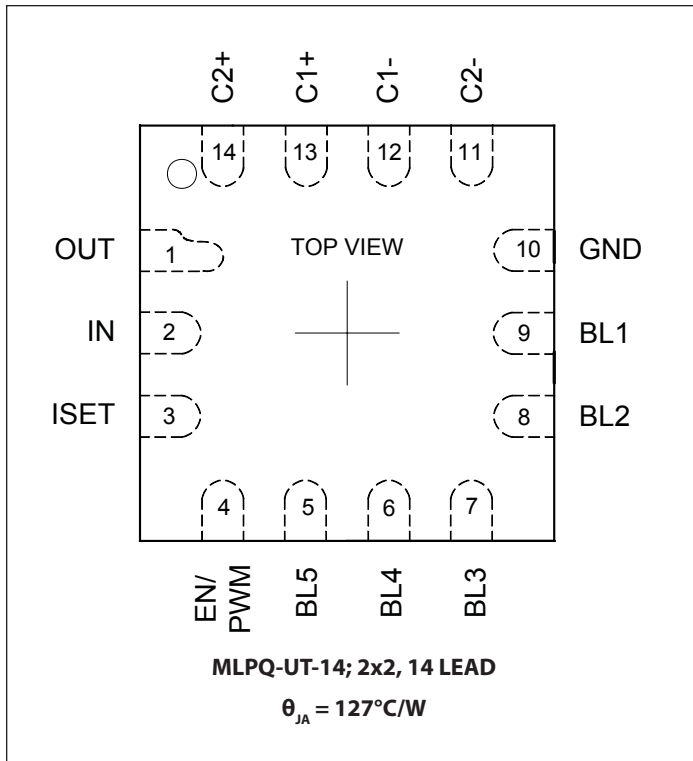 C2+ C1+ C1- C2-
14 13 12 11
OUT 1 TOP VIEW 10 GND
IN 2 9 BL1
ISET 3 8 BL2
4 5 6 7
EN/
PWM BL5 BL4 BL3
MLPQ-UT-14; 2x2, 14 LEAD
θJA = 127°C/W